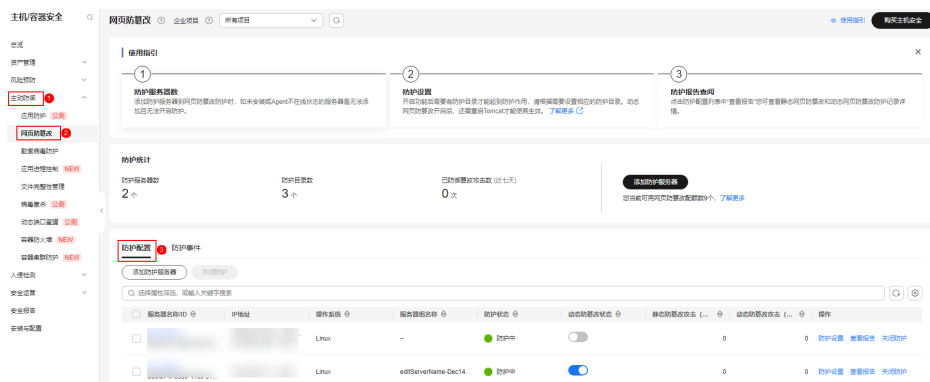 主机/容器安全
总览
资产管理
风险预防
主动防御 1
应用防护 公测
网页防篡改 2
勒索病毒防护
应用进程控制 NEW
文件完整性管理
病毒查杀 公测
动态端口蜜罐 公测
容器防火墙 NEW
容器集群防护 NEW
入侵检测
安全运营
安全报告
安装与配置
网页防篡改 企业项目 所有项目
使用指引 购买主机安全
使用指引
1
防护服务器数
添加防护服务器到网页防篡改防护时，如未安装或Agent不在线状态的服务器是无法添
加且无法开启防护。
2
防护设置
开启功能后需要有防护目录才能起到防护作用，请根据需要设置相应的防护目录。动态
网页防篡改开启后，还需重启Tomcat才能使其生效。 了解更多
3
防护报告查阅
点击防护配置列表中“查看报告”您可查看静态网页防篡改和动态网页防篡改防护记录详
情。
防护统计
防护服务器数
2 个
防护目录数
3 个
已防御篡改攻击数 (近七天)
0 次
添加防护服务器
您当前可用网页防篡改配额数9个，了解更多
防护配置 3 防护事件
添加防护服务器 关闭防护
选择属性筛选，或输入关键字搜索
服务器名称/ID IP地址 操作系统 服务器组名称 防护状态 动态防篡改状态 静态防篡改攻击 (... 动态防篡改攻击 (... 操作
Linux -- 防护中 0 0 防护设置 查看报告 关闭防护
Linux editServerName-Dec14... 防护中 0 0 防护设置 查看报告 关闭防护